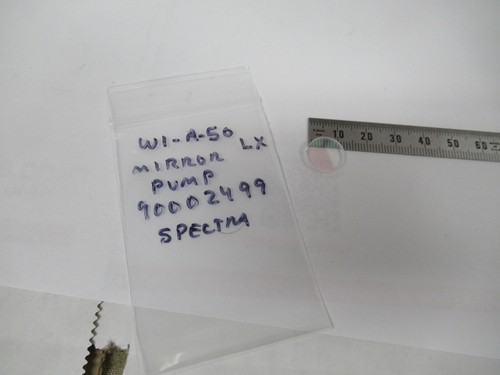 W1-A-50 LX
MIRROR
PUMP
90002499
SPECTRA
10 20 30 40 50 60